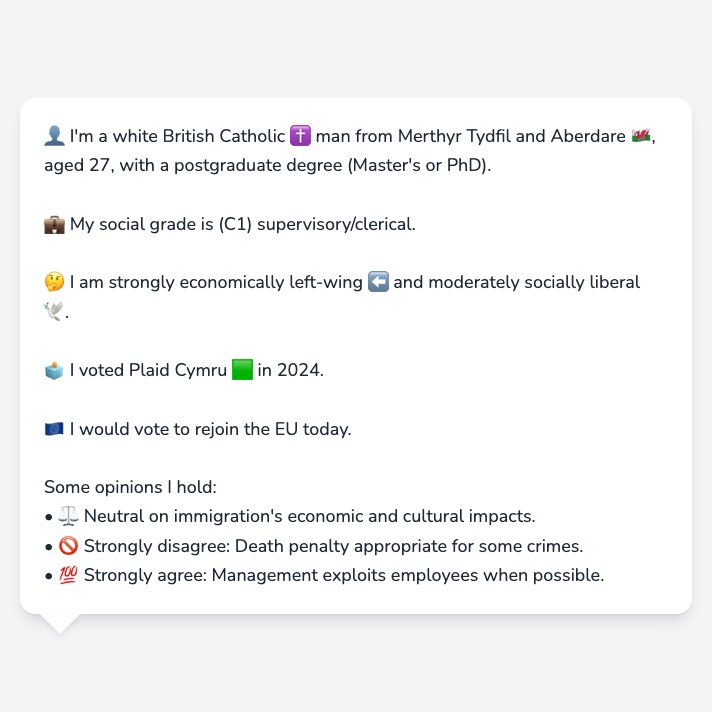 👤 I'm a white British Catholic ✝️ man from Merthyr Tydfil and Aberdare 🏴󠁧󠁢󠁷󠁬󠁳󠁿,
aged 27, with a postgraduate degree (Master's or PhD).
💼 My social grade is (C1) supervisory/clerical.
🤔 I am strongly economically left-wing ⬅️ and moderately socially liberal
🕊️.
🗳️ I voted Plaid Cymru 🟩 in 2024.
🇪🇺 I would vote to rejoin the EU today.
Some opinions I hold:
• ⚖️ Neutral on immigration's economic and cultural impacts.
• 🚫 Strongly disagree: Death penalty appropriate for some crimes.
• 💯 Strongly agree: Management exploits employees when possible.